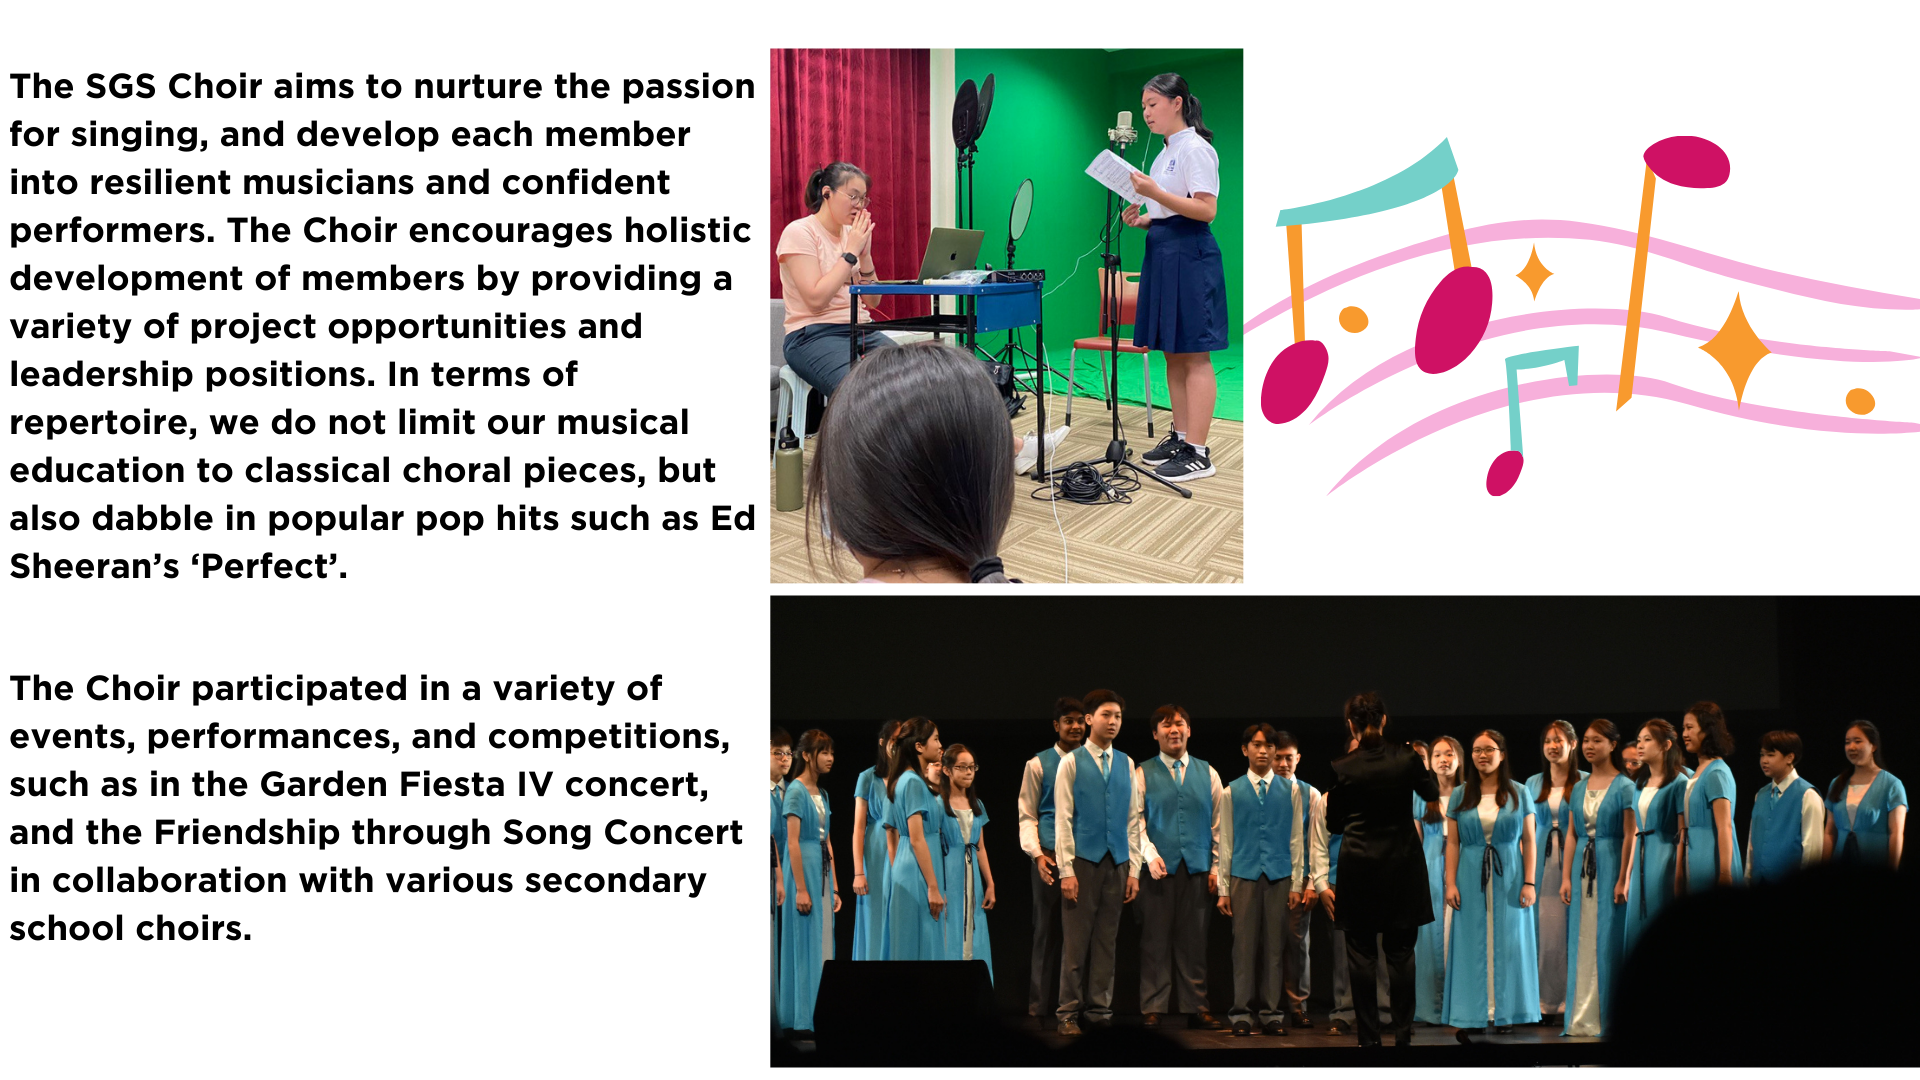 The SGS Choir aims to nurture the passion
for singing, and develop each member
into resilient musicians and confident
performers. The Choir encourages holistic
development of members by providing a
variety of project opportunities and
leadership positions. In terms of
repertoire, we do not limit our musical
education to classical choral pieces, but
also dabble in popular pop hits such as Ed
Sheeran’s ‘Perfect’.
The Choir participated in a variety of
events, performances, and competitions,
such as in the Garden Fiesta IV concert,
and the Friendship through Song Concert
in collaboration with various secondary
school choirs.